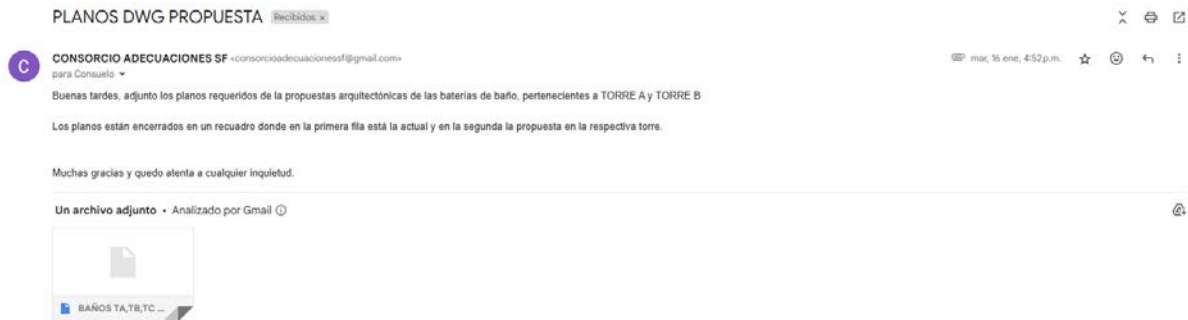 PLANOS DWG PROPUESTA Recibidos x
CONSORCIO ADECUACIONES SF <consorcioadecuacionessf@gmail.com> mar, 16 ene, 4:52 p.m.
C
para Consuelo
Buenas tardes, adjunto los planos requeridos de la propuestas arquitectónicas de las baterías de baño, pertenecientes a TORRE A y TORRE B
Los planos están encerrados en un recuadro donde en la primera fila está la actual y en la segunda la propuesta en la respectiva torre.
Muchas gracias y quedo atenta a cualquier inquietud.
Un archivo adjunto • Analizado por Gmail
BAÑOS TA,TB,TC ...